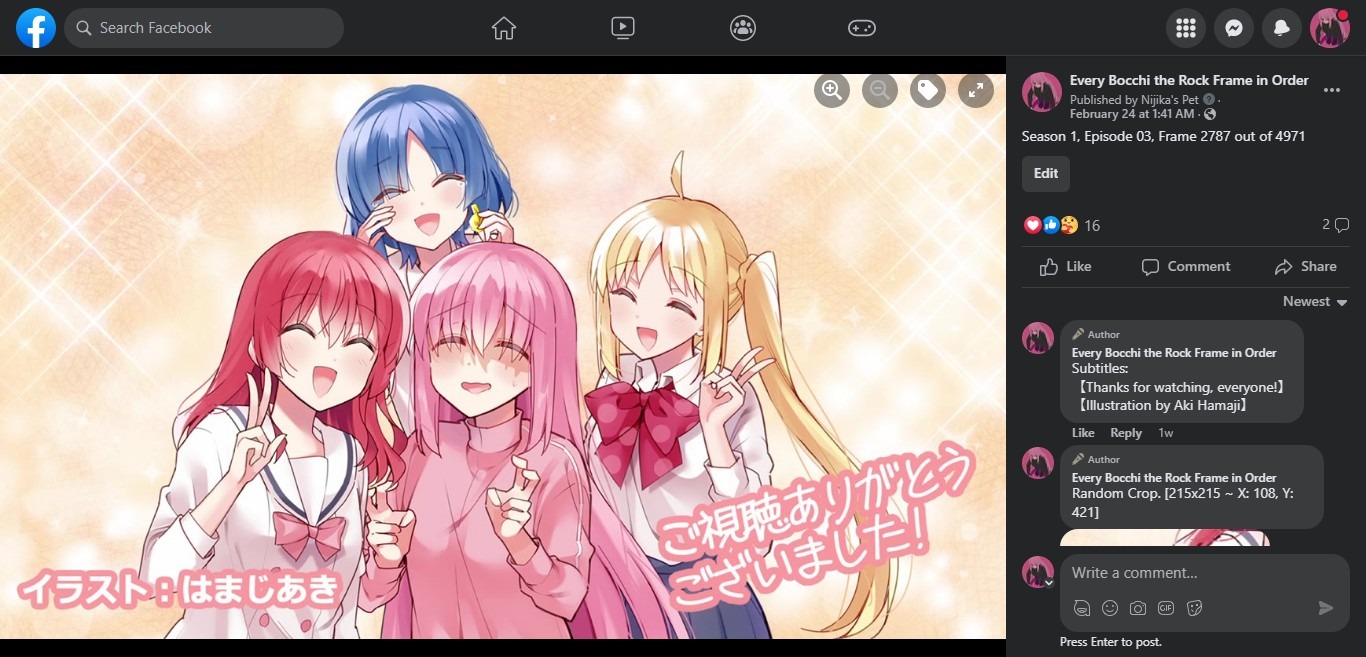 Search Facebook
イラスト：はまじあき
ご視聴ありがとう
ございました!
Every Bocchi the Rock Frame in Order
Published by Nijika's Pet ·
February 24 at 1:41 AM ·
Season 1, Episode 03, Frame 2787 out of 4971
Edit
16
2
Like
Comment
Share
Newest
Author
Every Bocchi the Rock Frame in Order
Subtitles:
【Thanks for watching, everyone!】
【Illustration by Aki Hamaji】
Like Reply 1w
Author
Every Bocchi the Rock Frame in Order
Random Crop. [215x215 ~ X: 108, Y:
421]
Write a comment...
GIF
Press Enter to post.